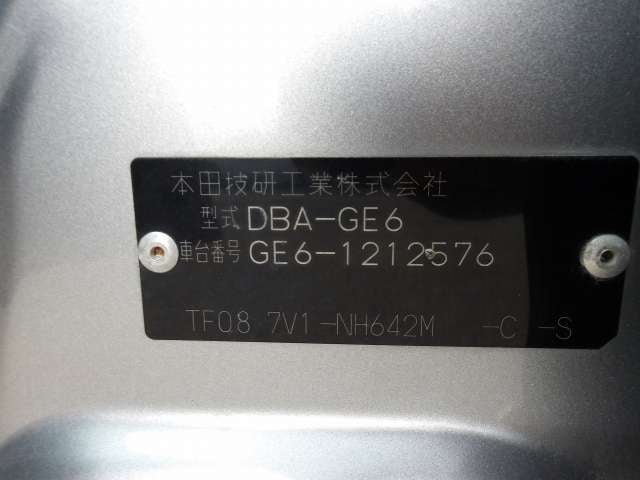 本田技研工業株式会社
型式 DBA-GE6
車台番号 GE6-1212576
TF08 7V1-NH642M -C -S